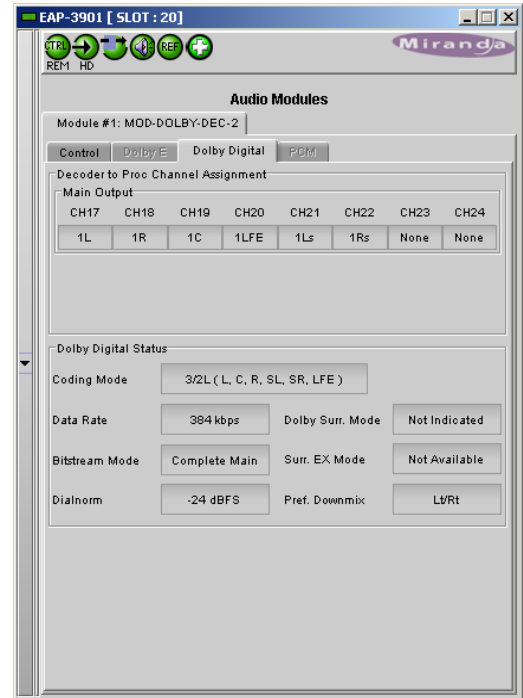 EAP-3901 [ SLOT : 20]
CTRL REF
REM HD
Miranda
Audio Modules
Module #1: MOD-DOLBY-DEC-2
Control Dolby E Dolby Digital PCM
Decoder to Proc Channel Assignment
Main Output
CH17 CH18 CH19 CH20 CH21 CH22 CH23 CH24
1L 1R 1C 1LFE 1Ls 1Rs None None
Dolby Digital Status
Coding Mode 3/2L ( L, C, R, SL, SR, LFE )
Data Rate 384 kbps Dolby Surr. Mode Not Indicated
Bitstream Mode Complete Main Surr. EX Mode Not Available
Dialnorm -24 dBFS Pref. Downmix Lt/Rt